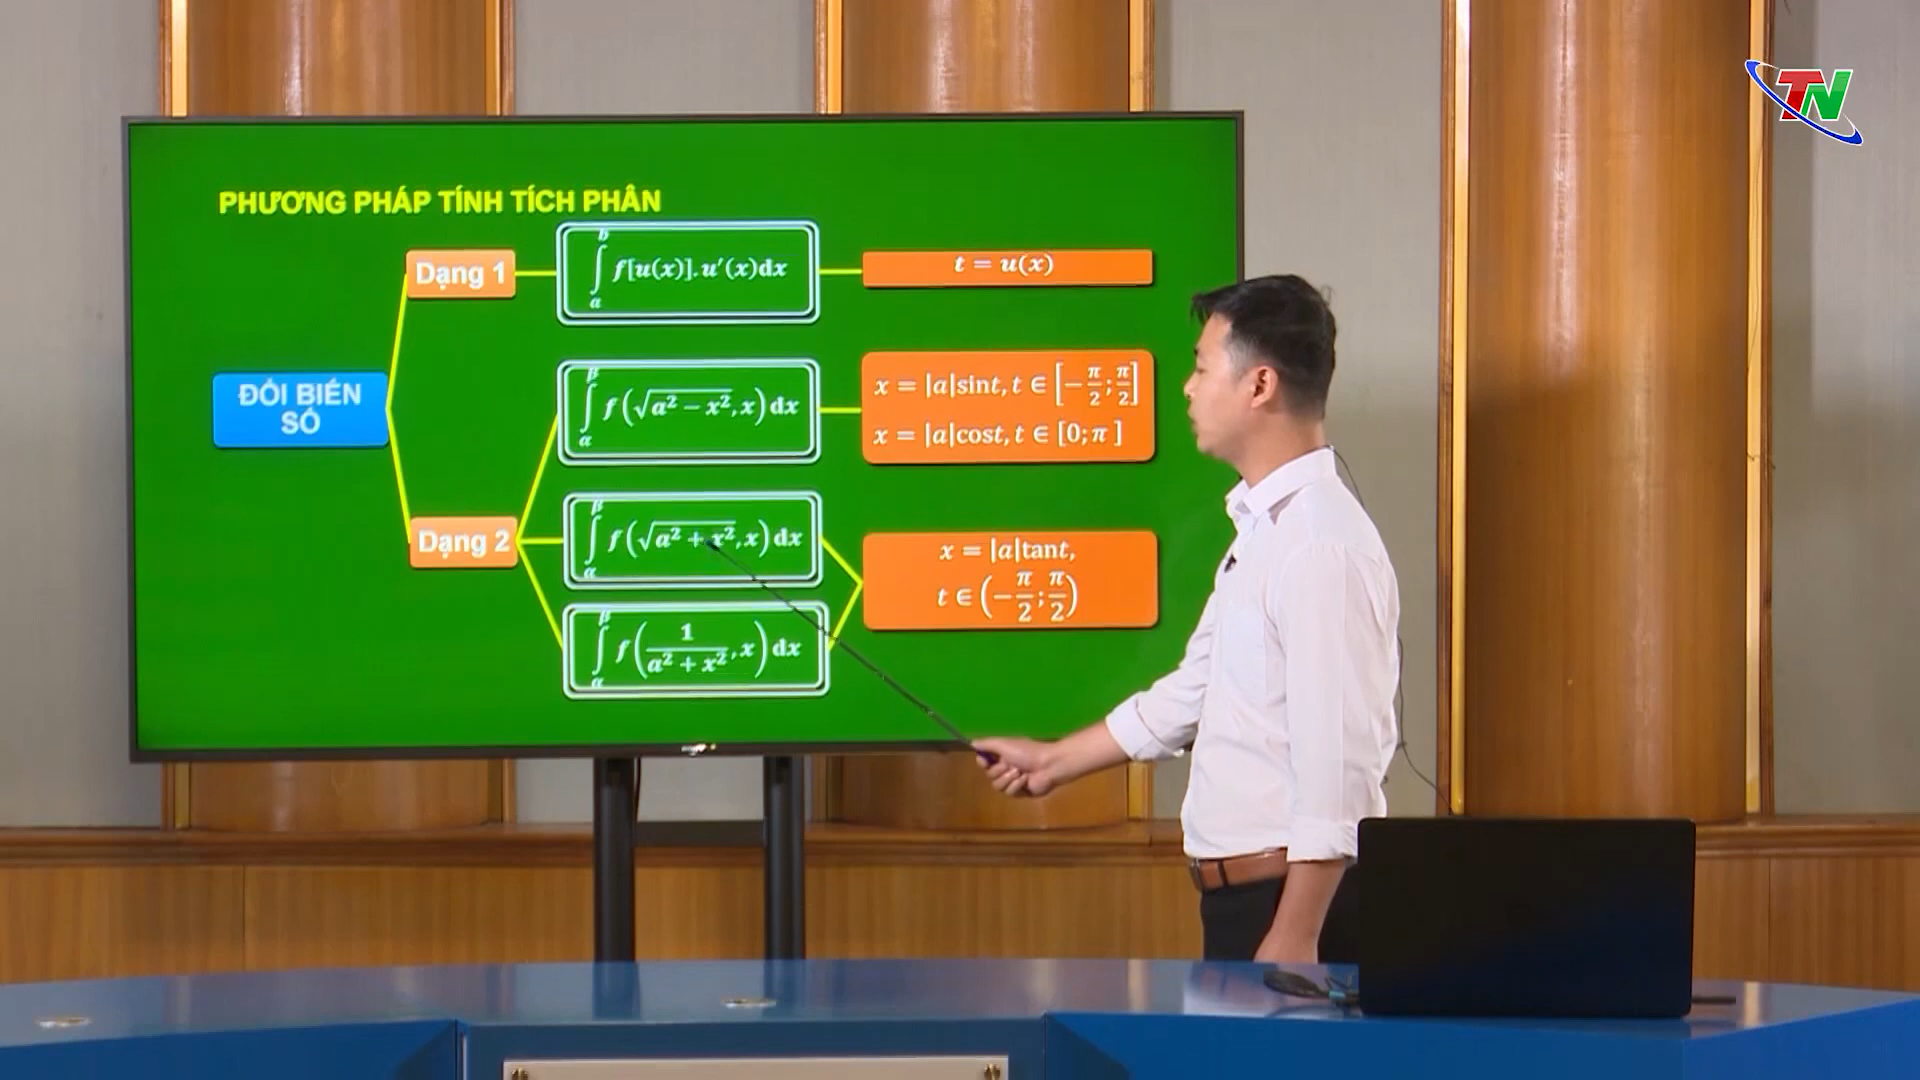 TN
PHƯƠNG PHÁP TÍNH TÍCH PHÂN
Dạng 1
∫_α^β f[u(x)].u′(x)dx
t = u(x)
ĐỔI BIẾN
SỐ
Dạng 2
∫_α^β f(√(a² − x²), x)dx
x = |a|sint, t ∈ [−π/2; π/2]
x = |a|cost, t ∈ [0; π ]
∫_α^β f(√(a² + x²), x)dx
∫_α^β f(1/(a² + x²), x)dx
x = |a|tant,
t ∈ (−π/2; π/2)